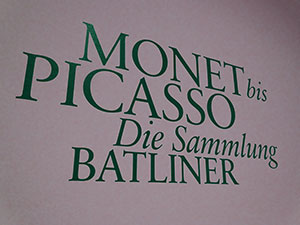 MONET bis
PICASSO
Die Sammlung
BATLINER